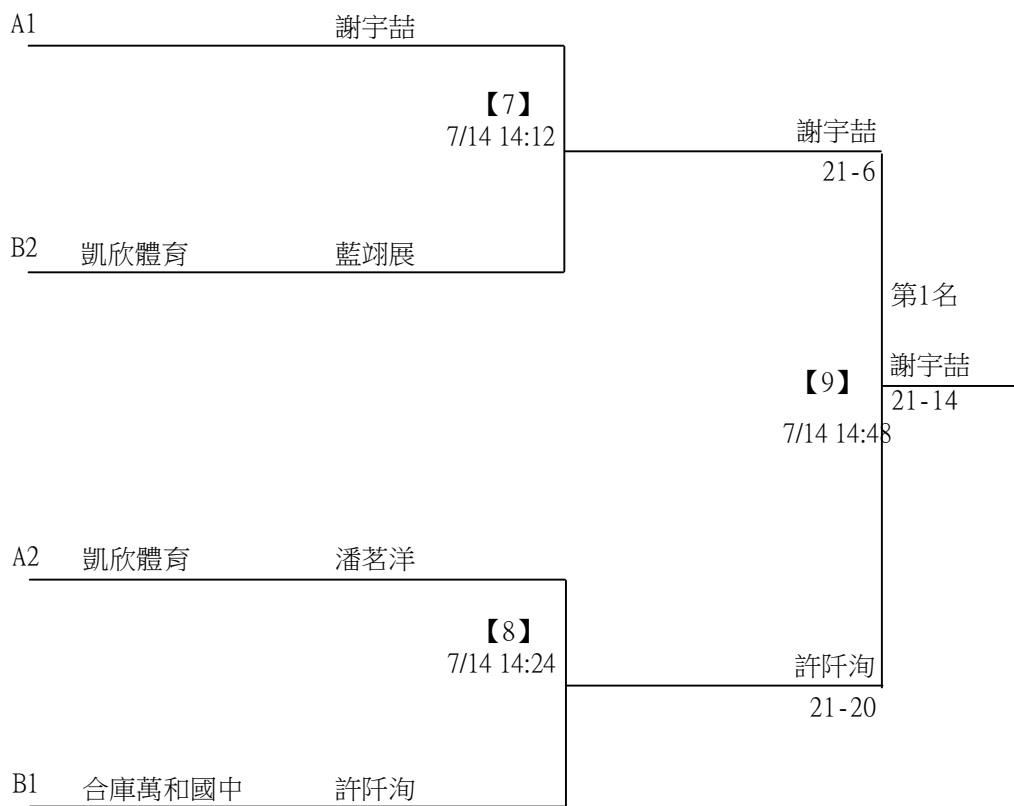 A1 謝宇喆
【7】
7/14 14:12
謝宇喆
21-6
B2 凱欣體育 藍翊展
第1名
謝宇喆
【9】
21-14
7/14 14:48
A2 凱欣體育 潘茗洋
【8】
7/14 14:24
許阡洵
21-20
B1 合庫萬和國中 許阡洵